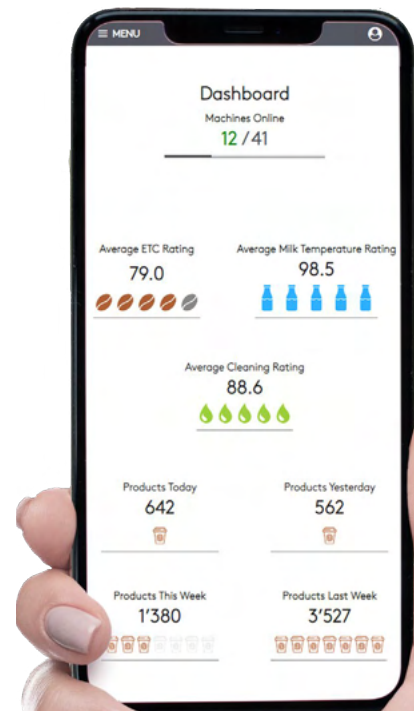 ≡ MENU
Dashboard
Machines Online
12 / 41
Average ETC Rating
79.0
Average Milk Temperature Rating
98.5
Average Cleaning Rating
88.6
Products Today
642
Products Yesterday
562
Products This Week
1'380
Products Last Week
3'527